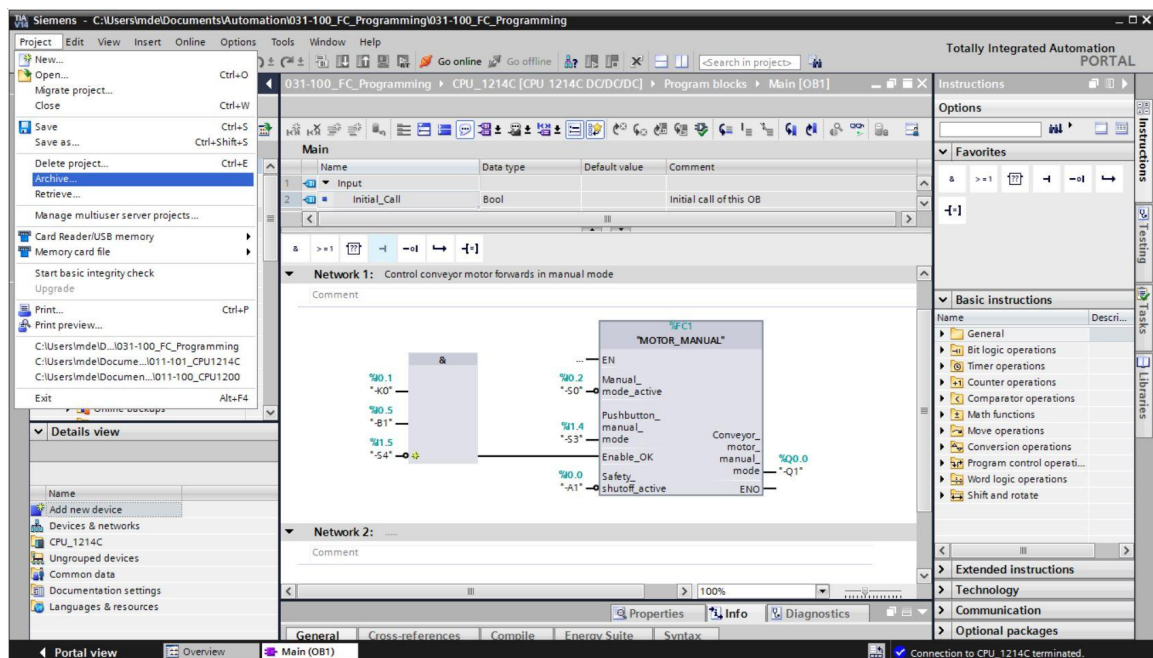 Siemens - C:\Users\mde\Documents\Automation\031-100_FC_Programming\031-100_FC_Programming
Project Edit View Insert Online Options Tools Window Help
Totally Integrated Automation
PORTAL
New...
Open... Ctrl+O
Migrate project...
Close Ctrl+W
Save Ctrl+S
Save as... Ctrl+Shift+S
Delete project... Ctrl+E
Archive...
Retrieve...
Manage multiuser server projects...
Card Reader/USB memory
Memory card file
Start basic integrity check
Upgrade
Print... Ctrl+P
Print preview...
C:\Users\mde\D...\031-100_FC_Programming
C:\Users\mde\Docume...\011-101_CPU1214C
C:\Users\mde\Documen...\011-100_CPU1200
Exit Alt+F4
Go online Go offline <Search in project>
031-100_FC_Programming CPU_1214C [CPU 1214C DC/DC/DC] Program blocks Main [OB1]
Main
Name Data type Default value Comment
1 Input
2 Initial_Call Bool Initial call of this OB
& >=1 ??
Network 1: Control conveyor motor forwards in manual mode
Comment
&
%I0.1
"-K0"
%I0.5
"-B1"
%I1.5
"-S4"
%FC1
"MOTOR_MANUAL"
... EN
%I0.2
"-S0"
Manual_
mode_active
%I1.4
"-S3"
Pushbutton_
manual_
mode
Enable_OK
%I0.0
"-A1"
Safety_
shutoff_active
Conveyor_
motor_
manual_
mode
%Q0.0
"-Q1"
ENO
Network 2: .....
Comment
100%
Properties Info Diagnostics
General Cross-references Compile Energy Suite Syntax
Details view
Name
Add new device
Devices & networks
CPU_1214C
Ungrouped devices
Common data
Documentation settings
Languages & resources
Instructions
Options
Favorites
& >=1 ??
Basic instructions
Name Descri...
General
Bit logic operations
Timer operations
Counter operations
Comparator operations
Math functions
Move operations
Conversion operations
Program control operati...
Word logic operations
Shift and rotate
Extended instructions
Technology
Communication
Optional packages
Instructions
Testing
Tasks
Libraries
Portal view Overview Main (OB1)
Connection to CPU_1214C terminated.